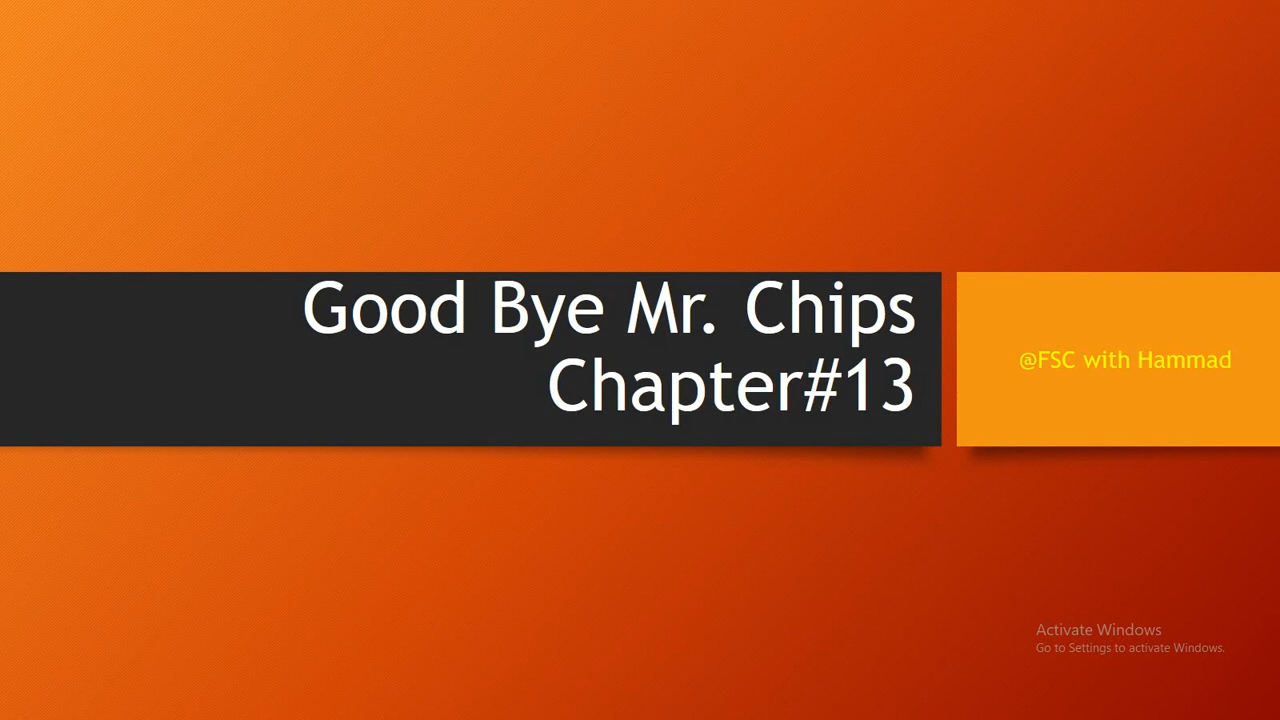 Good Bye Mr. Chips
Chapter#13
@FSC with Hammad
Activate Windows
Go to Settings to activate Windows.